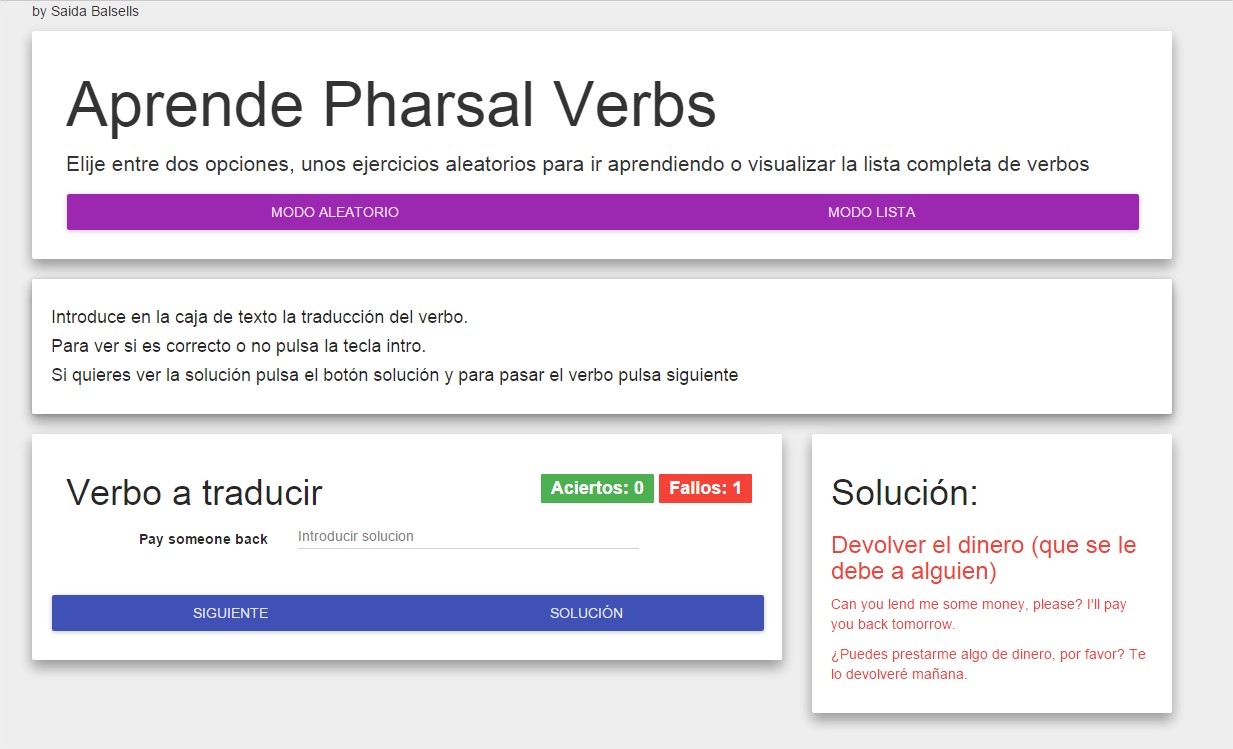 by Saida Balsells
Aprende Pharsal Verbs
Elije entre dos opciones, unos ejercicios aleatorios para ir aprendiendo o visualizar la lista completa de verbos
MODO ALEATORIO
MODO LISTA
Introduce en la caja de texto la traducción del verbo.
Para ver si es correcto o no pulsa la tecla intro.
Si quieres ver la solución pulsa el botón solución y para pasar el verbo pulsa siguiente
Verbo a traducir
Aciertos: 0
Fallos: 1
Pay someone back
Introducir solucion
SIGUIENTE
SOLUCIÓN
Solución:
Devolver el dinero (que se le
debe a alguien)
Can you lend me some money, please? I'll pay
you back tomorrow.
¿Puedes prestarme algo de dinero, por favor? Te
lo devolveré mañana.